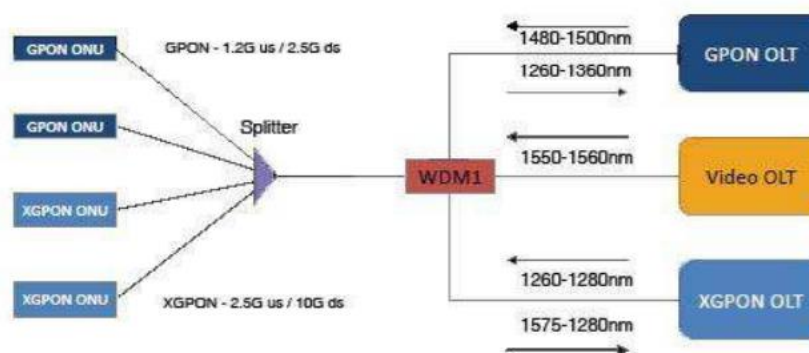 GPON ONU
GPON - 1.2G us / 2.5G ds
1480-1500nm
1260-1360nm
GPON OLT
GPON ONU
Splitter
WDM1
1550-1560nm
Video OLT
XGPON ONU
XGPON ONU
XGPON - 2.5G us / 10G ds
1260-1280nm
1575-1280nm
XGPON OLT